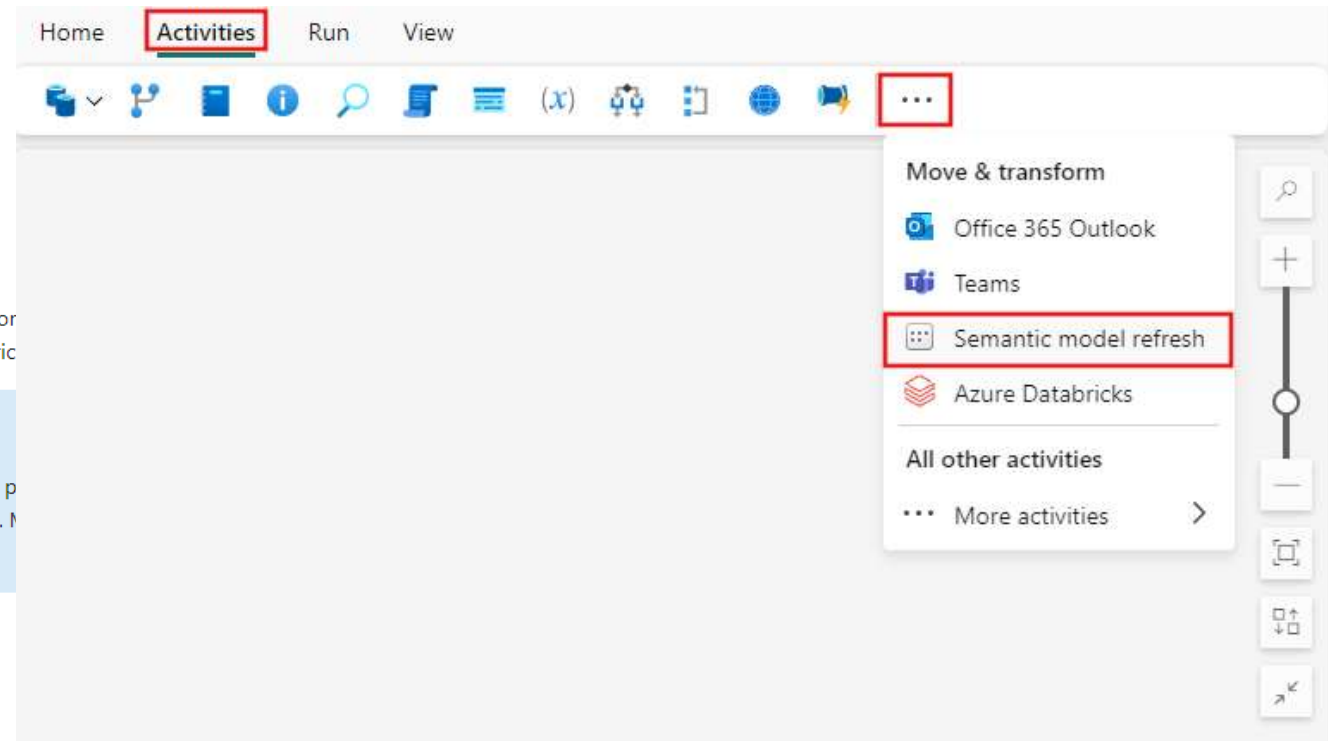 Home Activities Run View
(x)
Move & transform
Office 365 Outlook
Teams
Semantic model refresh
Azure Databricks
All other activities
More activities